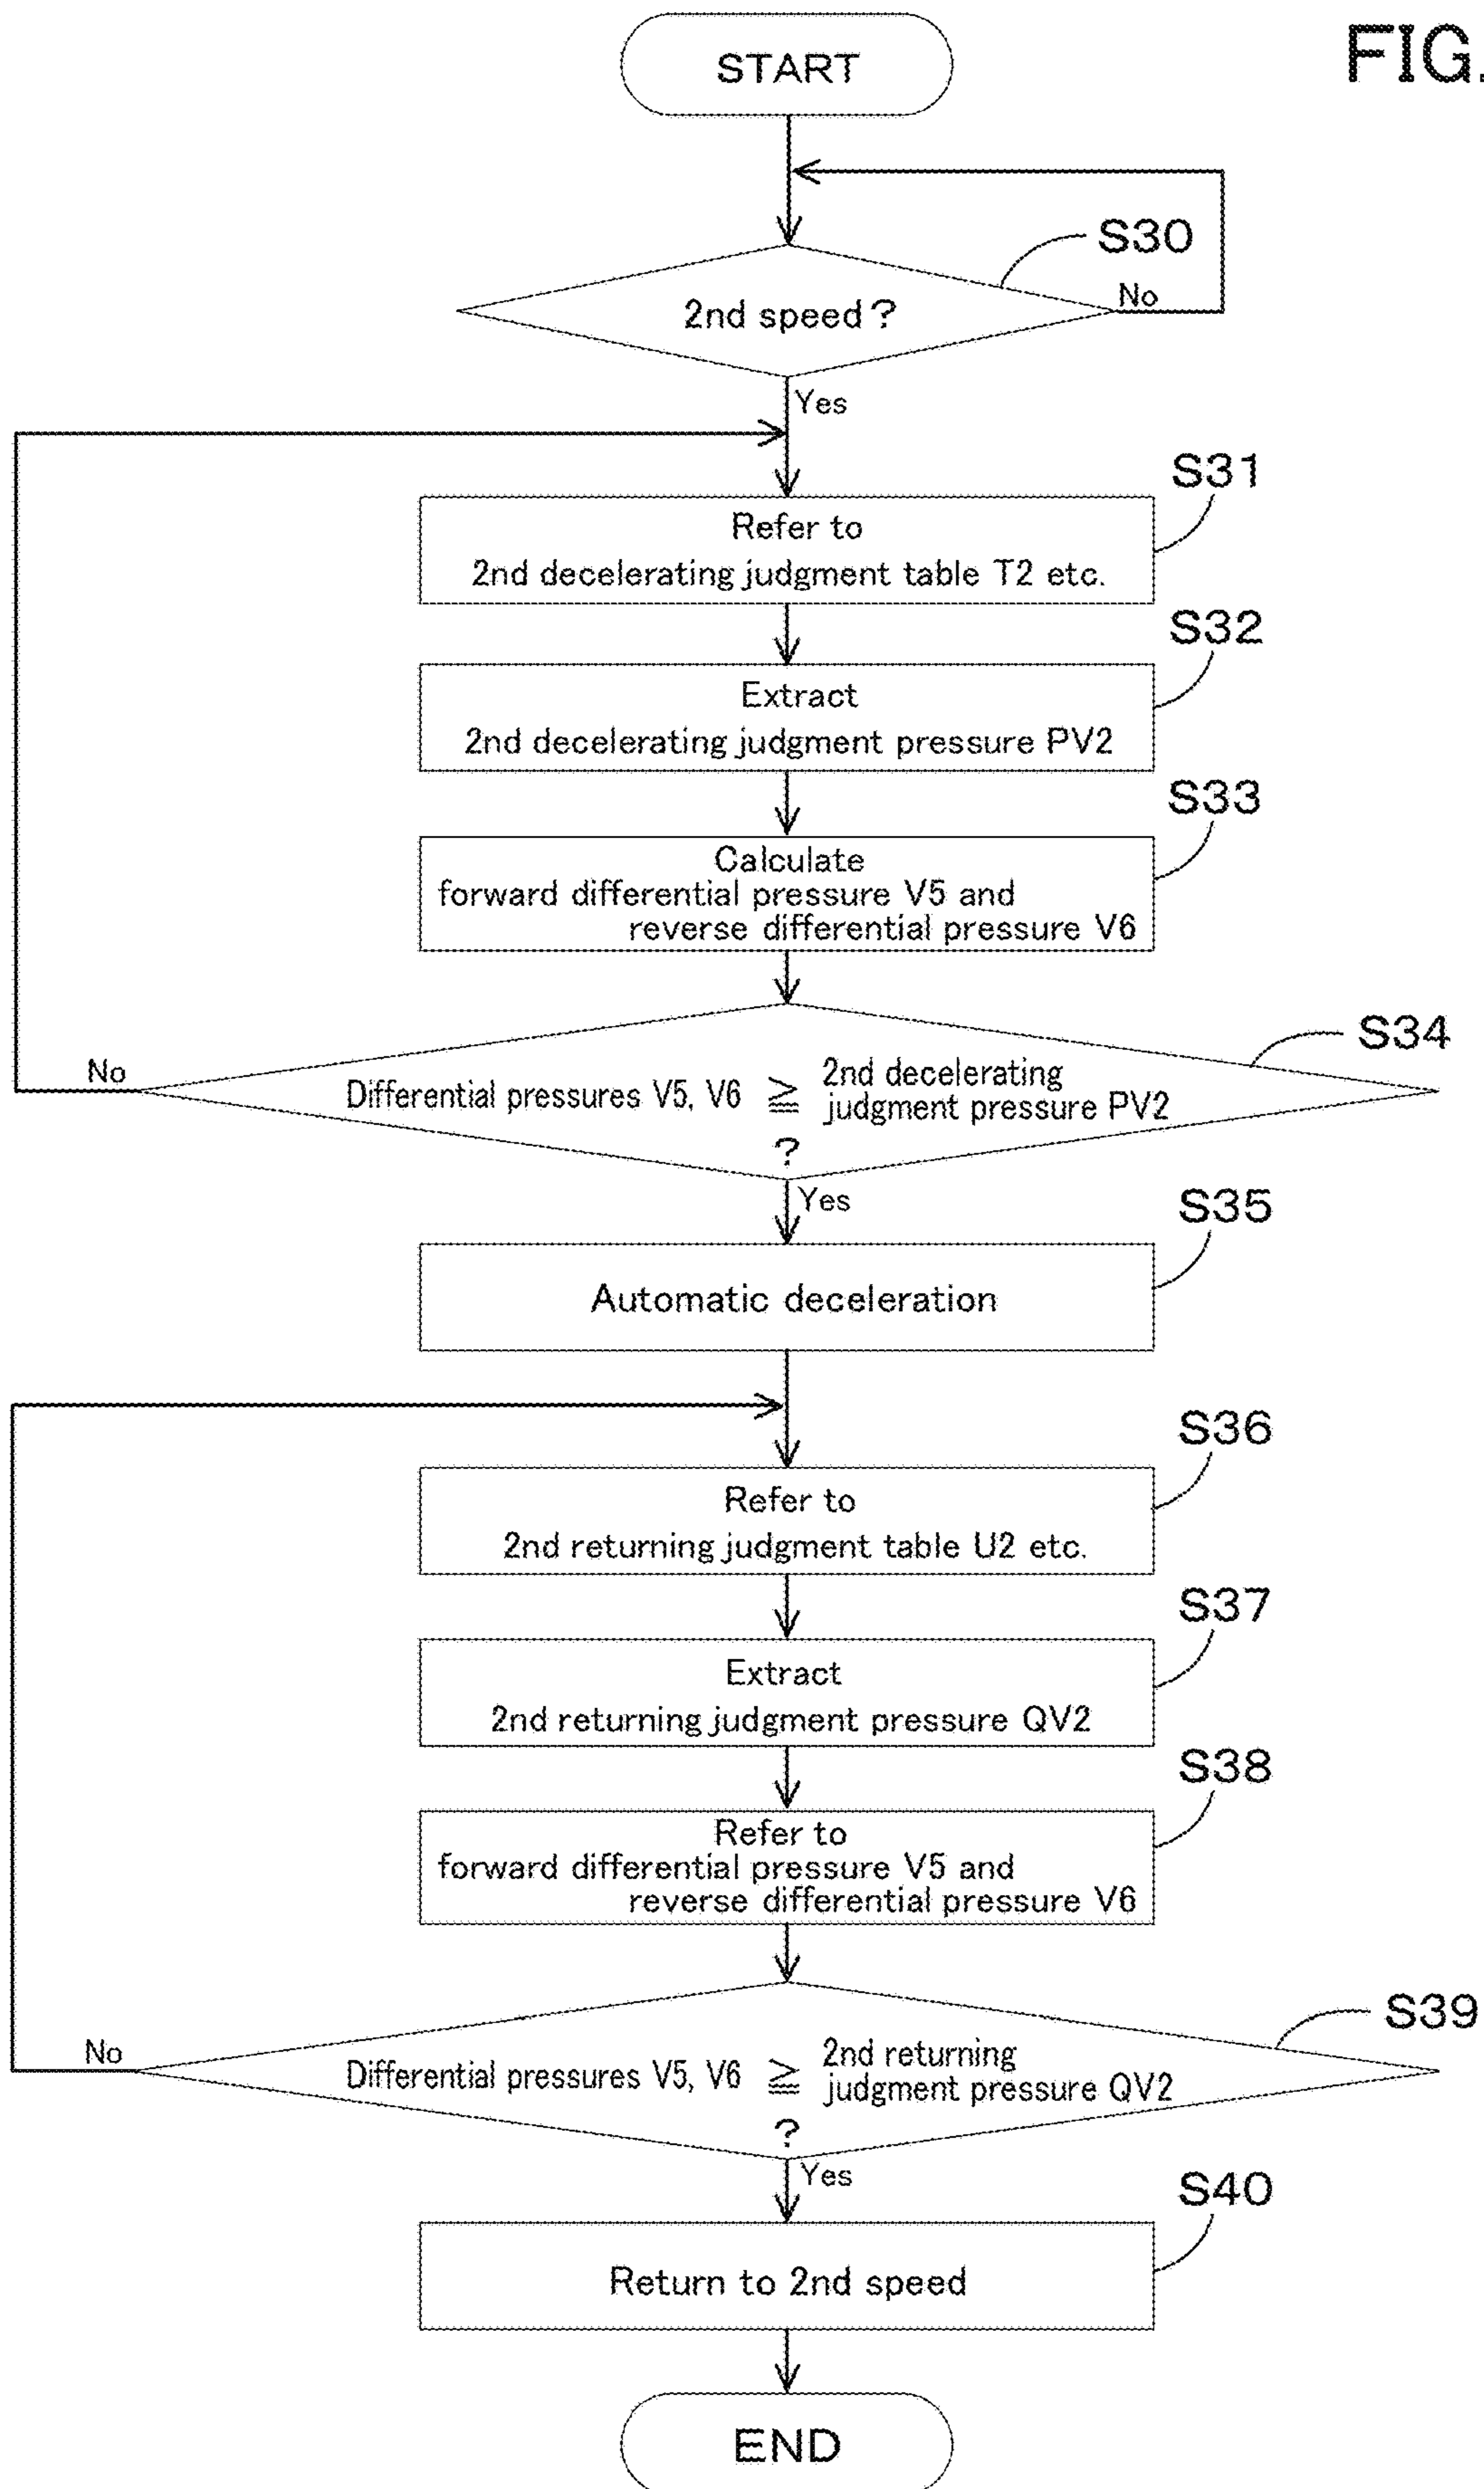 FIG.
START
S30
2nd speed ?
No
Yes
S31
Refer to
2nd decelerating judgment table T2 etc.
S32
Extract
2nd decelerating judgment pressure PV2
S33
Calculate
forward differential pressure V5 and
reverse differential pressure V6
S34
No
Differential pressures V5, V6 ≧ 2nd decelerating
judgment pressure PV2
?
Yes
S35
Automatic deceleration
S36
Refer to
2nd returning judgment table U2 etc.
S37
Extract
2nd returning judgment pressure QV2
S38
Refer to
forward differential pressure V5 and
reverse differential pressure V6
S39
No
Differential pressures V5, V6 ≧ 2nd returning
judgment pressure QV2
?
Yes
S40
Return to 2nd speed
END